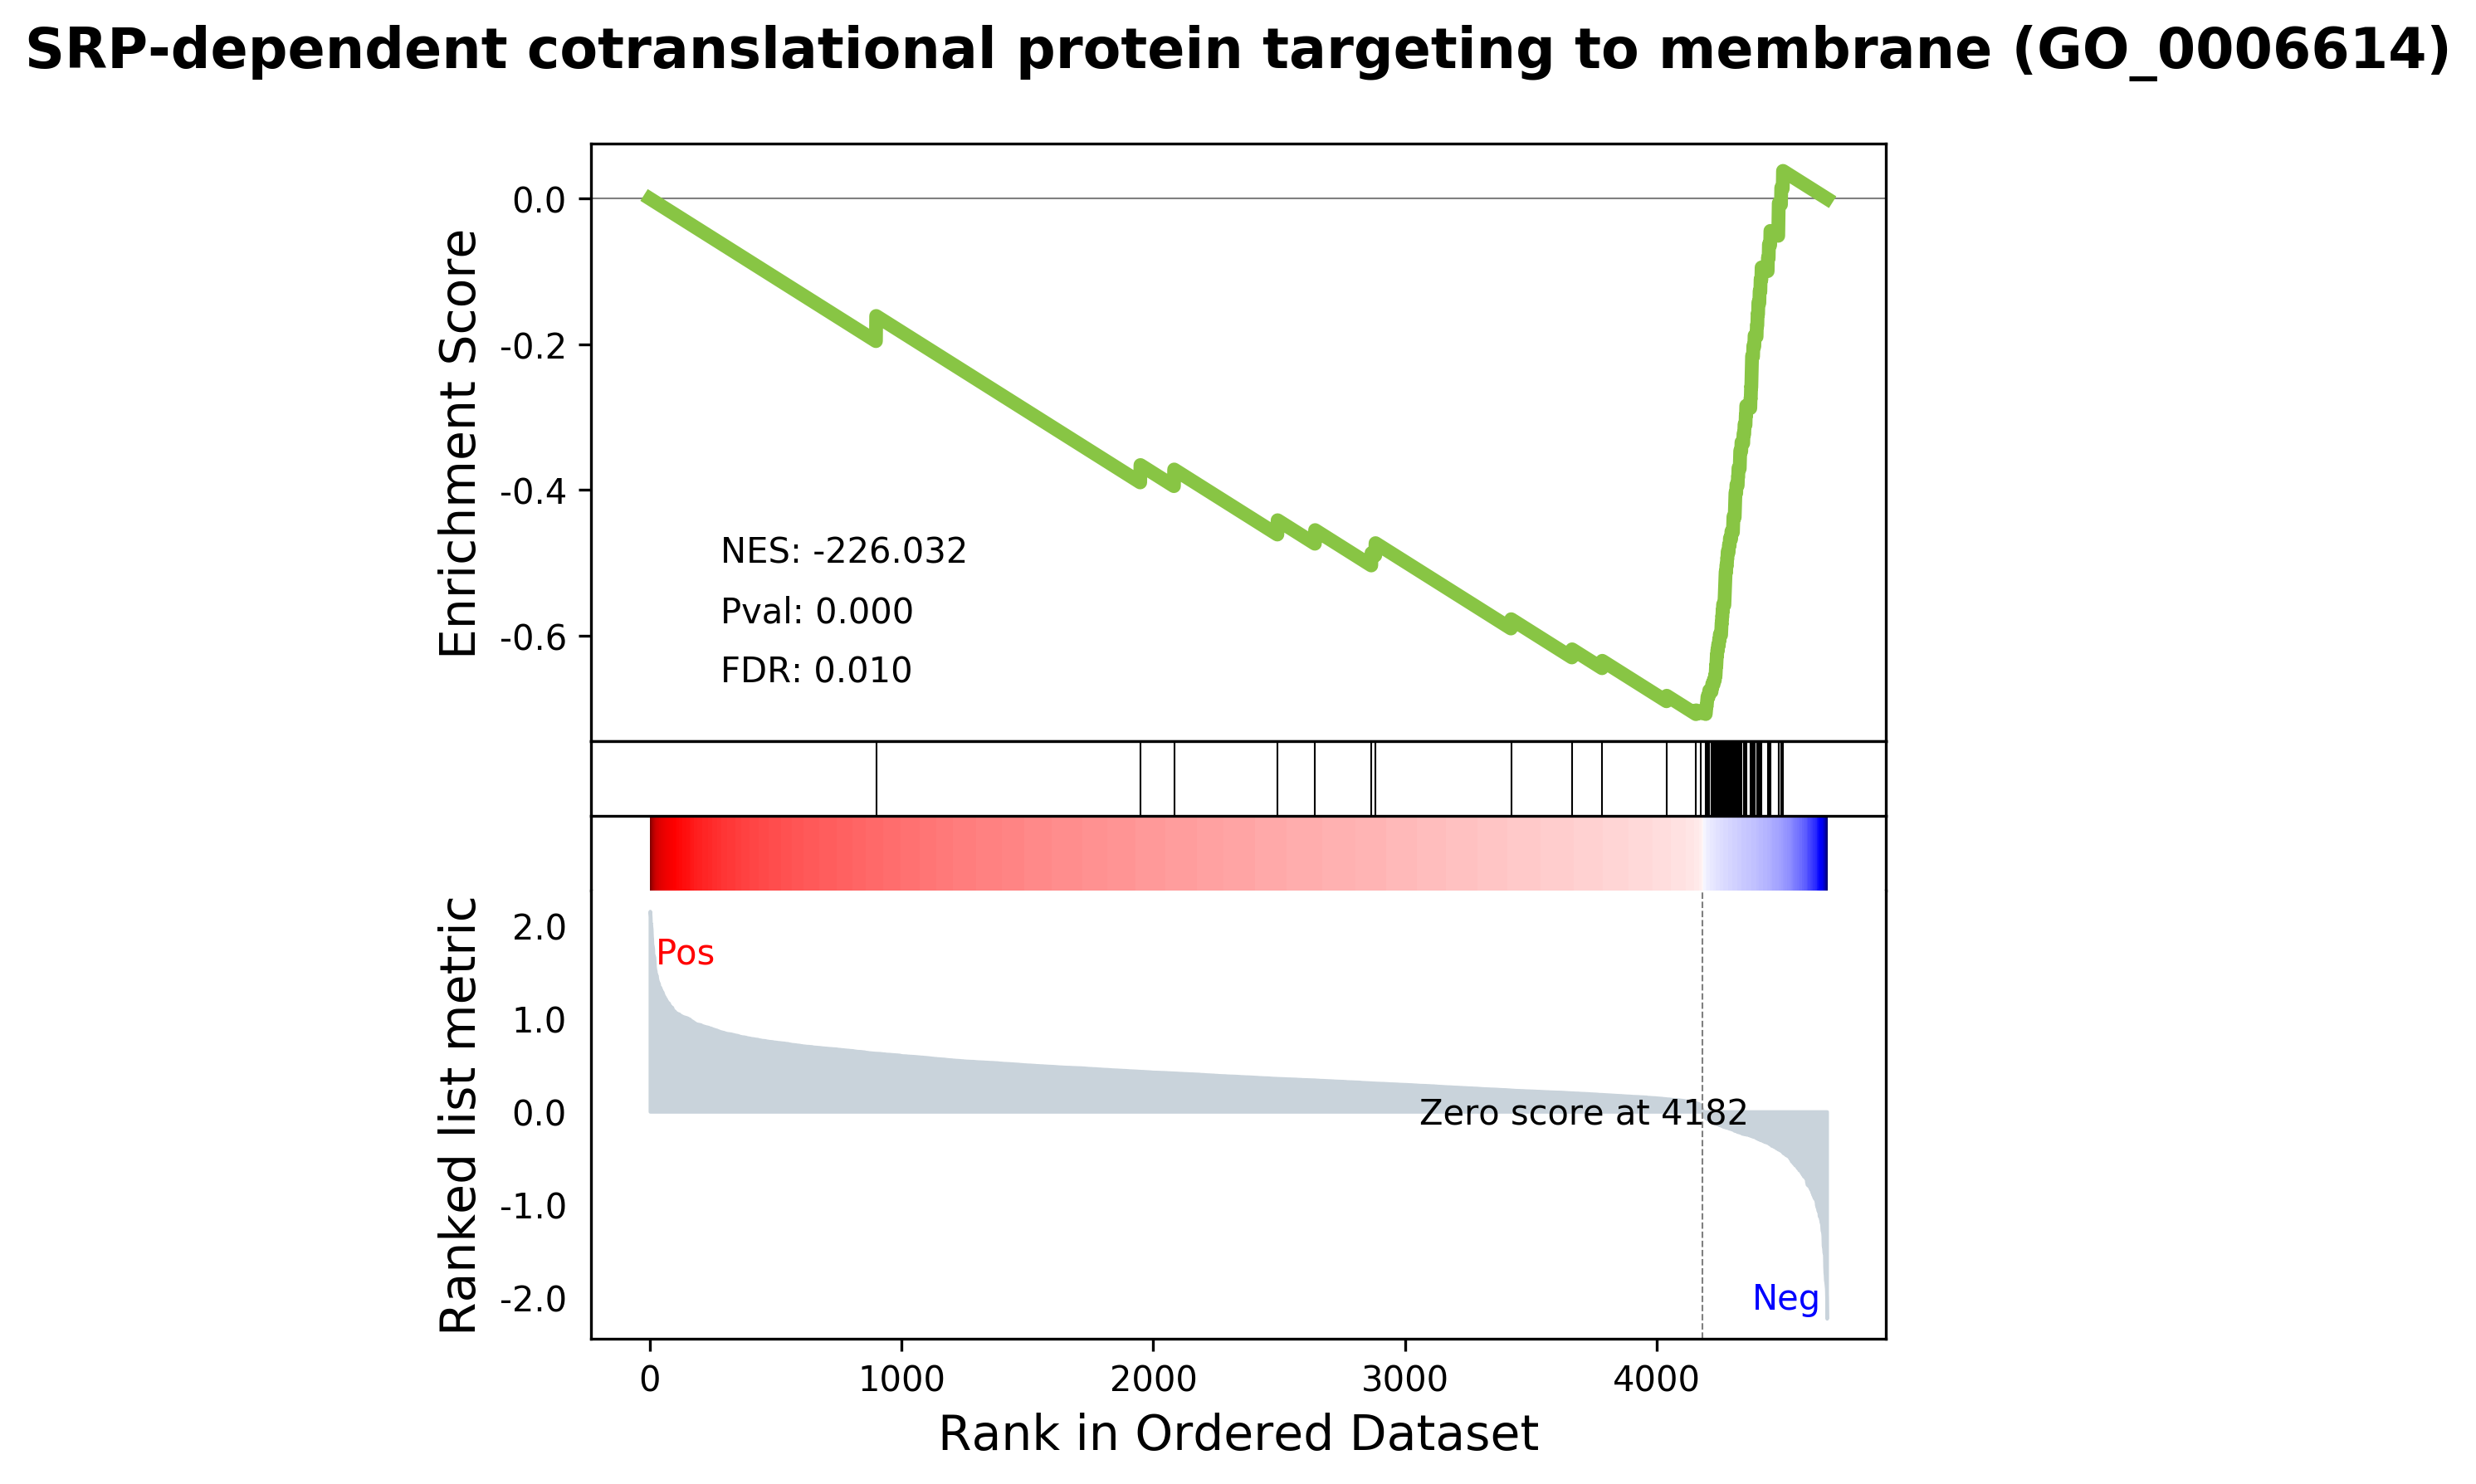 SRP-dependent cotranslational protein targeting to membrane (GO_0006614)
Enrichment Score
0.0
-0.2
-0.4
-0.6
NES: -226.032
Pval: 0.000
FDR: 0.010
Ranked list metric
2.0
1.0
0.0
-1.0
-2.0
Pos
Zero score at 4182
Neg
0 1000 2000 3000 4000
Rank in Ordered Dataset